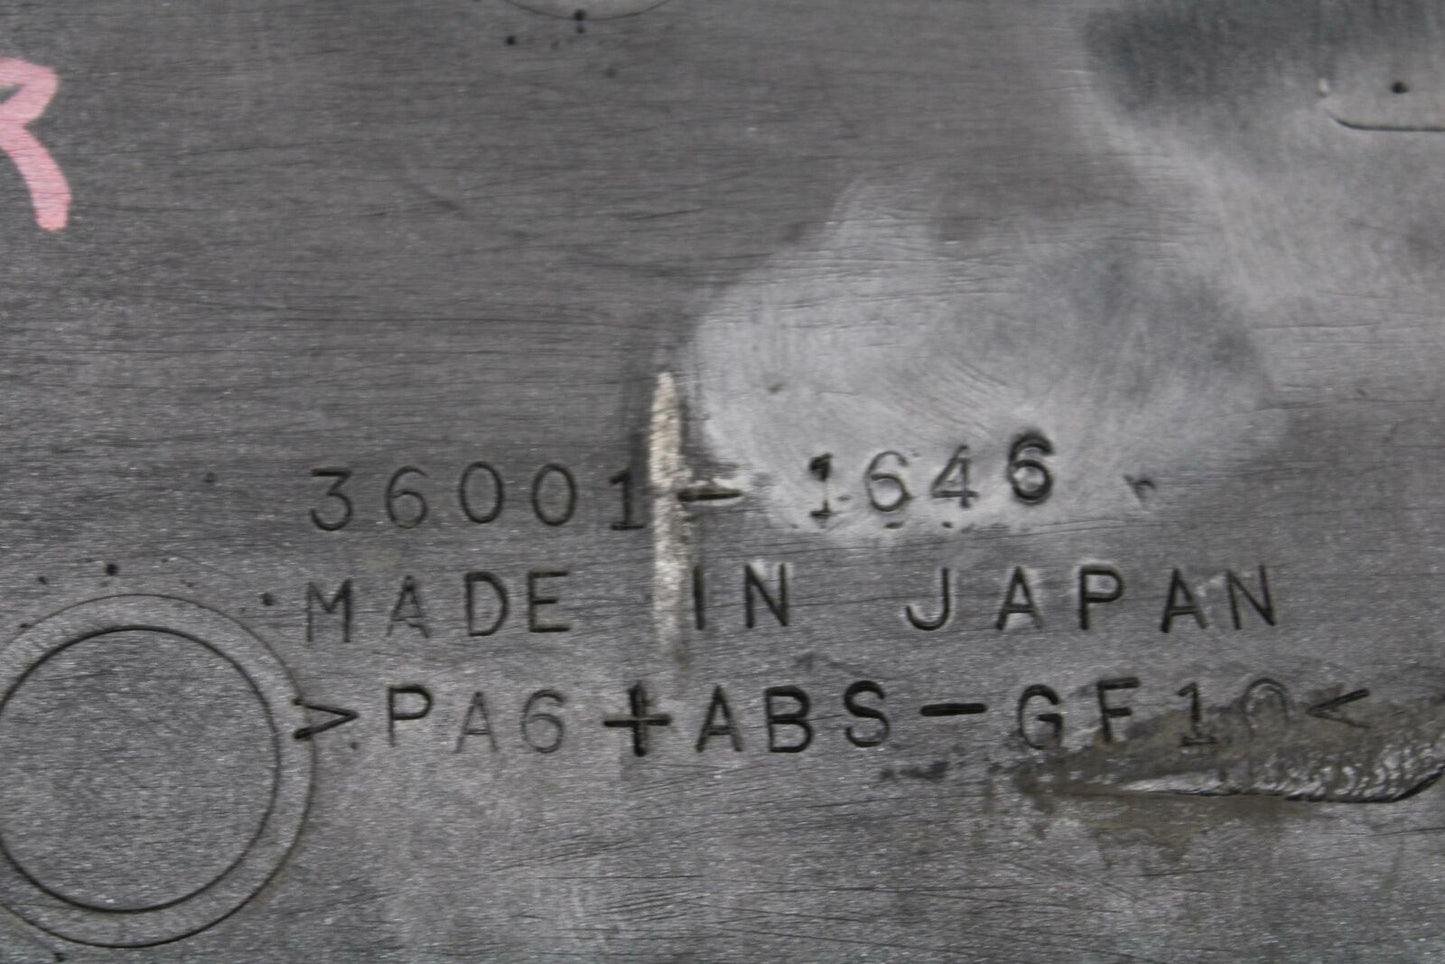 36001-1646
MADE IN JAPAN
>PA6+ABS-GF10<